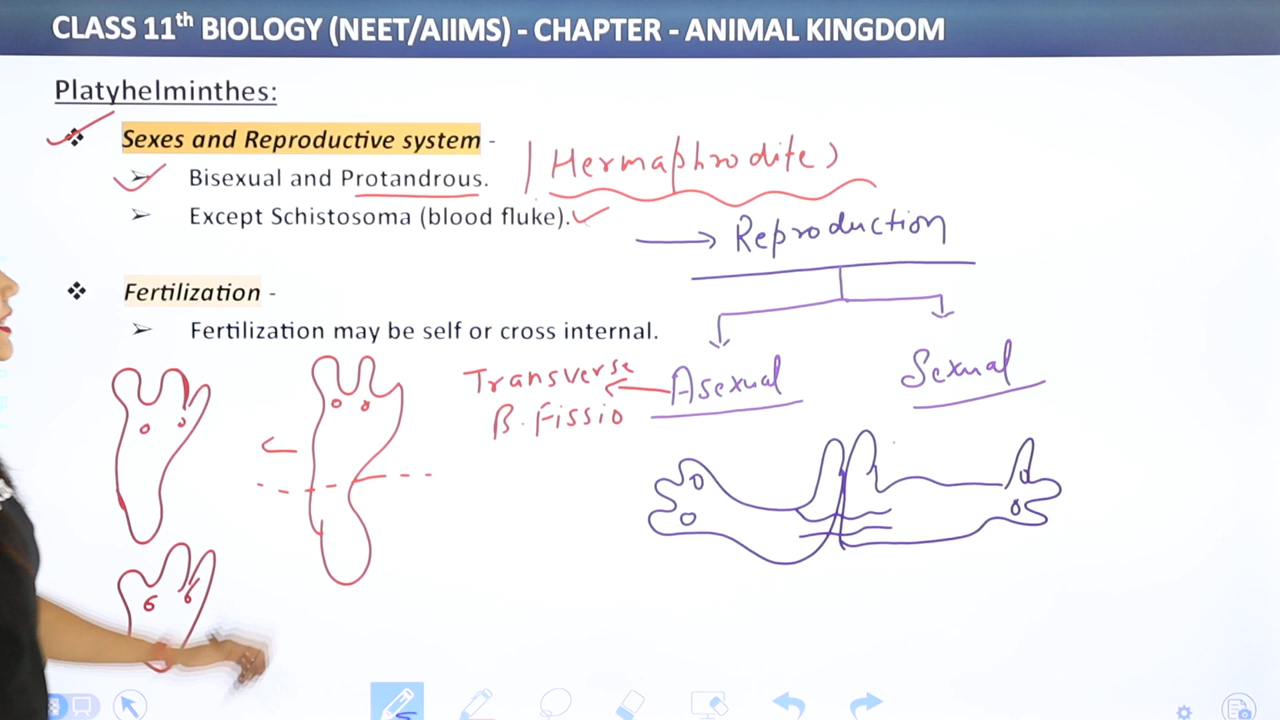 CLASS 11th BIOLOGY (NEET/AIIMS) - CHAPTER - ANIMAL KINGDOM
Platyhelminthes:
❖ Sexes and Reproductive system -
➢ Bisexual and Protandrous.
(Hermaphrodite)
➢ Except Schistosoma (blood fluke).
→ Reproduction
❖ Fertilization -
➢ Fertilization may be self or cross internal.
Asexual
Sexual
Transverse
B. Fissio